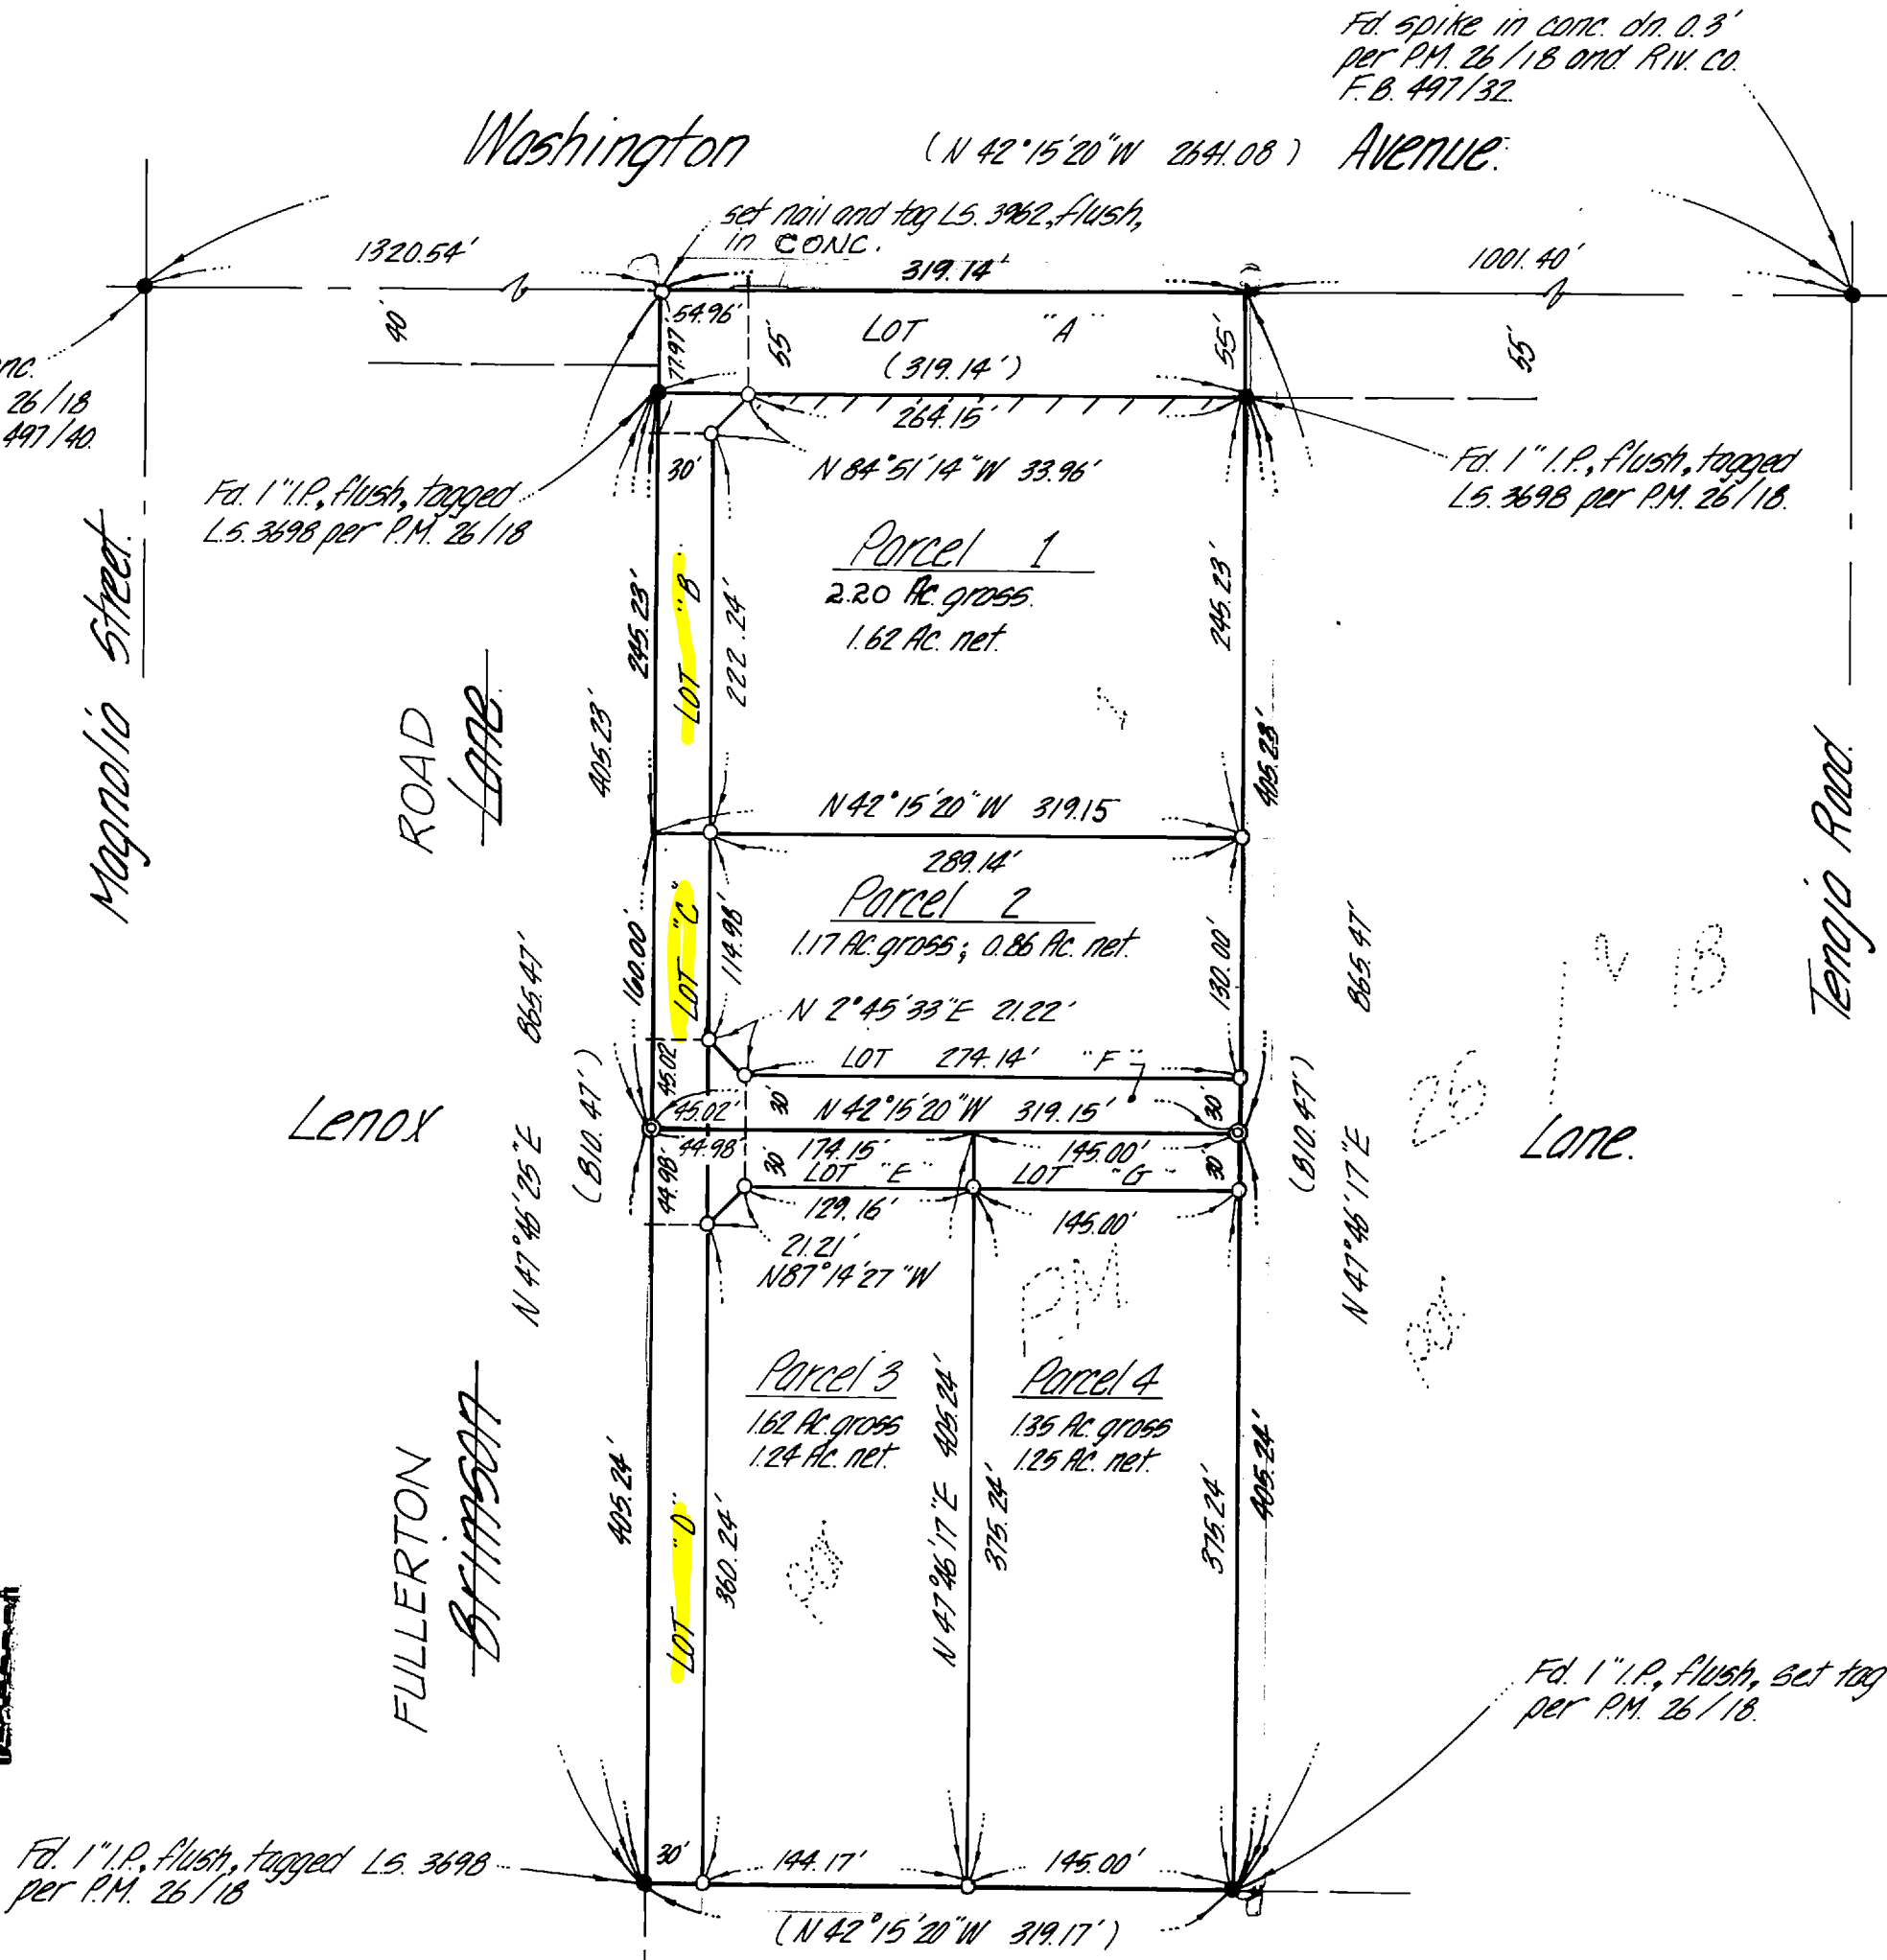 Fd. spike in conc. dn. 0.3'
per P.M. 26/18 and Riv. co.
F.B. 497/32
Washington
(N 42°15'20"W 2641.08)
Avenue.
set nail and tag L.S. 3962, flush,
in CONC.
1320.54'
319.14'
1001.40'
40'
54.96'
77.97
55'
LOT "A"
(319.14')
55'
55'
26/18
497/40.
264.15'
30'
N 84°51'14"W 33.96'
Fd. 1" I.P., flush, tagged
L.S. 3698 per P.M. 26/18
Fd. 1" I.P., flush, tagged
L.S. 3698 per P.M. 26/18.
Magnolia Street.
Parcel 1
2.20 Ac. gross.
1.62 Ac. net.
245.23'
LOT "B"
222.24'
245.23'
405.23'
405.23'
ROAD
Lane.
Tenaja Road.
N 42°15'20"W 319.15
289.14'
Parcel 2
1.17 Ac. gross; 0.86 Ac. net.
160.00'
LOT "C"
114.98'
130.00'
865.47'
865.47'
N 2°45'33"E 21.22'
LOT 274.14' "F"
45.02
45.02'
30'
N 42°15'20"W 319.15'
30'
Lenox
Lane.
(810.47')
(810.47')
44.98'
44.98'
30'
174.15'
145.00'
30'
LOT "E"
LOT "G"
129.16'
145.00'
21.21'
N87°14'27"W
N 47°46'25"E
N 47°46'17"E
26
18
PM
Parcel 3
1.62 Ac. gross
1.24 Ac. net.
Parcel 4
1.35 Ac. gross
1.25 Ac. net.
405.24'
LOT "D"
360.24'
N 47°46'17"E 405.24'
375.24'
375.24'
405.24'
FULLERTON
Brimson
Fd. 1" I.P., flush, set tag
per P.M. 26/18.
Fd. 1" I.P., flush, tagged L.S. 3698
per P.M. 26/18
30'
144.17'
145.00'
(N 42°15'20"W 319.17')